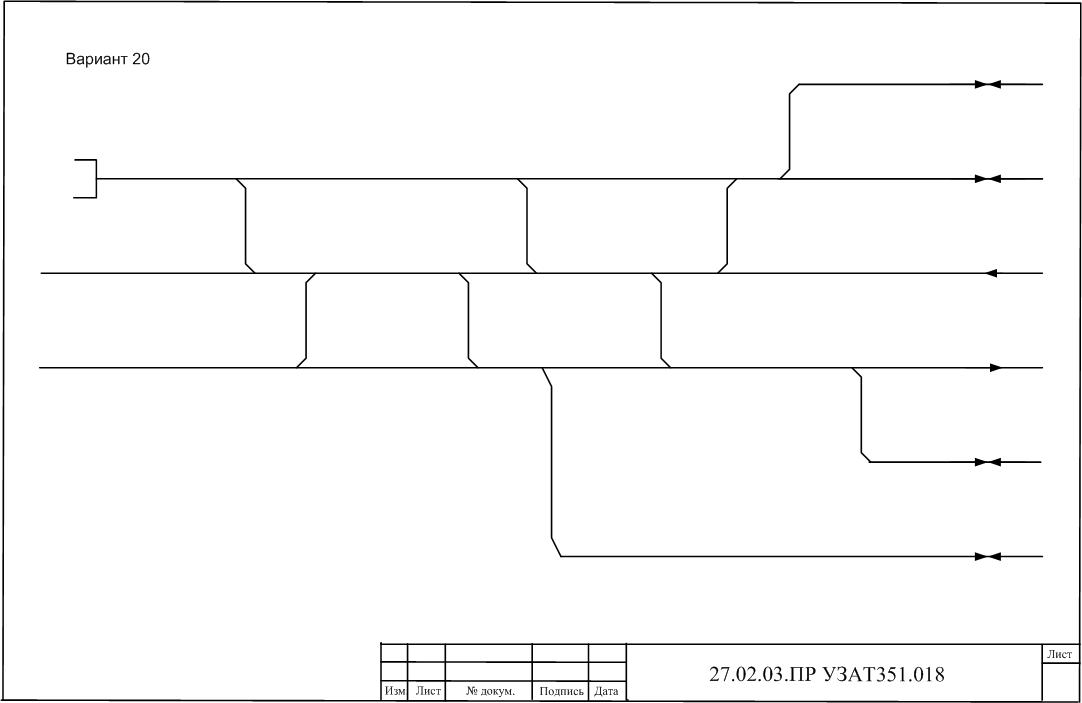 Вариант 20
Лист
27.02.03.ПР УЗАТ351.018
Изм Лист № докум. Подпись Дата